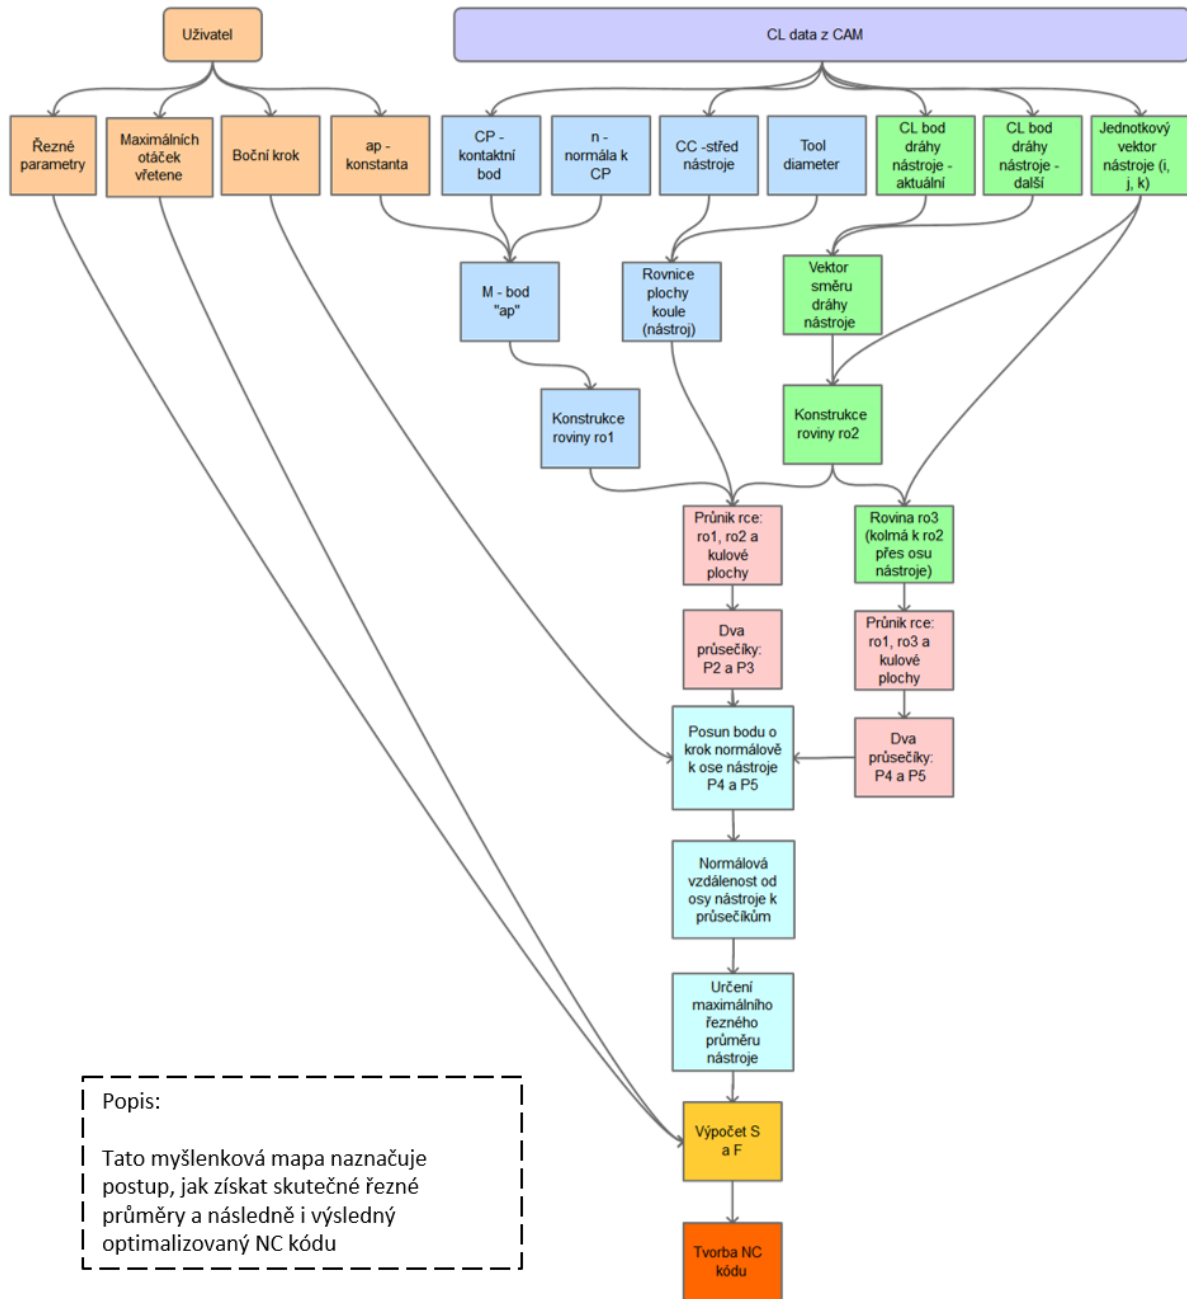 Uživatel
CL data z CAM
Řezné
parametry
Maximálních
otáček
vřetene
Boční krok
ap -
konstanta
CP -
kontaktní
bod
n -
normála k
CP
CC -střed
nástroje
Tool
diameter
CL bod
dráhy
nástroje -
aktuální
CL bod
dráhy
nástroje -
další
Jednotkový
vektor
nástroje (i,
j, k)
M - bod
"ap"
Rovnice
plochy
koule
(nástroj)
Vektor
směru
dráhy
nástroje
Konstrukce
roviny ro1
Konstrukce
roviny ro2
Průnik rce:
ro1, ro2 a
kulové
plochy
Rovina ro3
(kolmá k ro2
přes osu
nástroje)
Dva
průsečíky:
P2 a P3
Průnik rce:
ro1, ro3 a
kulové
plochy
Posun bodu o
krok normálově
k ose nástroje
P4 a P5
Dva
průsečíky:
P4 a P5
Normálová
vzdálenost od
osy nástroje k
průsečíkům
Určení
maximálního
řezného
průměru
nástroje
Výpočet S
a F
Tvorba NC
kódu
Popis:
Tato myšlenková mapa naznačuje
postup, jak získat skutečné řezné
průměry a následně i výsledný
optimalizovaný NC kódu